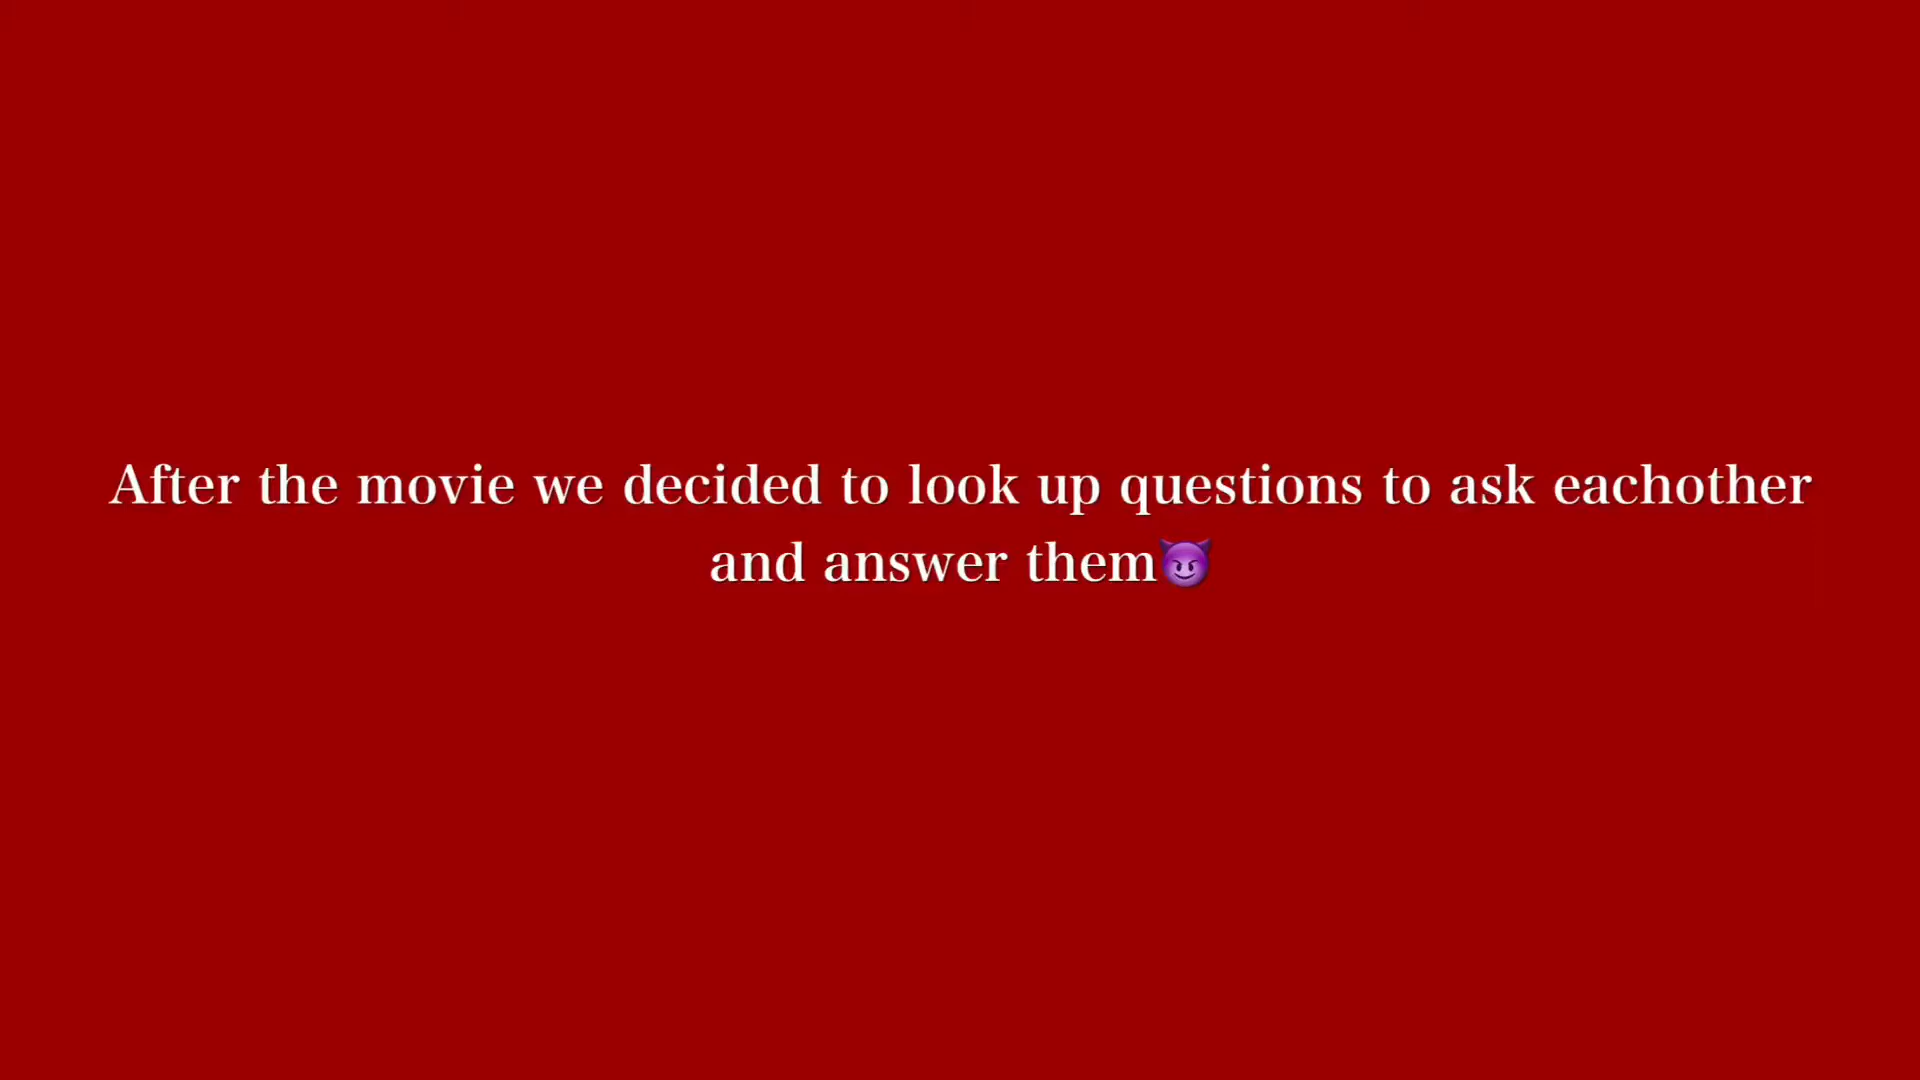 After the movie we decided to look up questions to ask eachother
and answer them😈